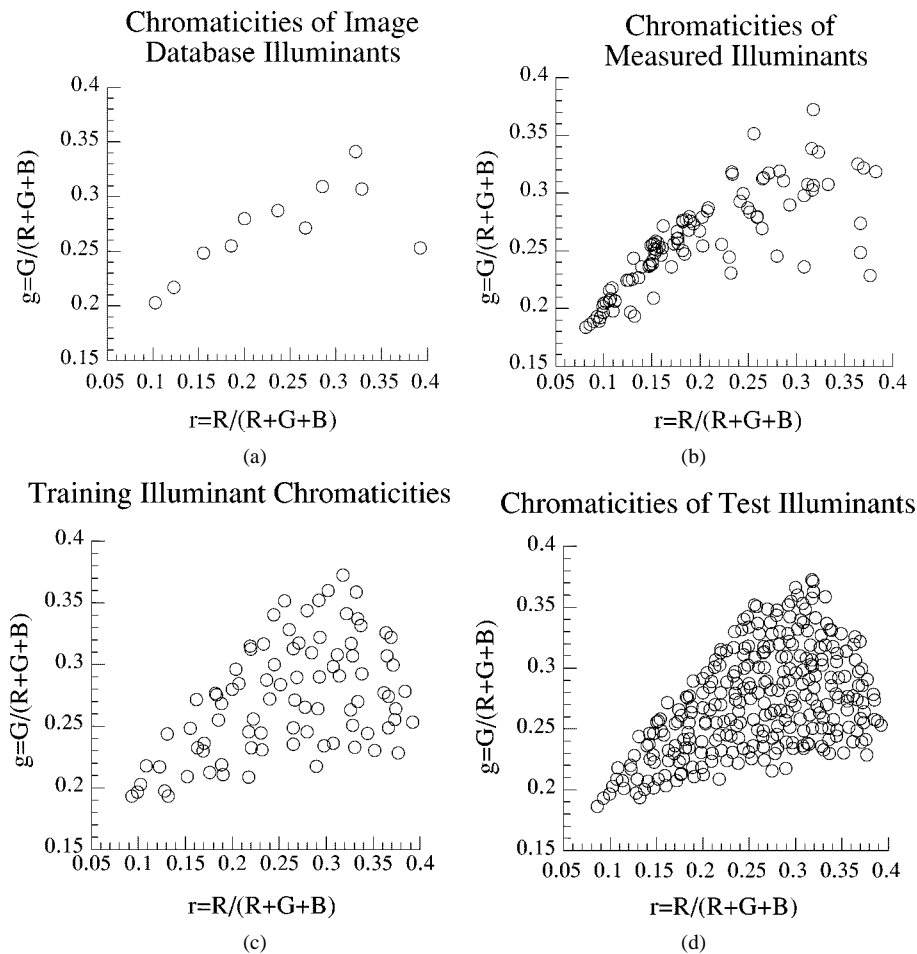 Chromaticities of Image
Database Illuminants
0.4
0.35
0.3
0.25
0.2
0.15
g=G/(R+G+B)
0.05 0.1 0.15 0.2 0.25 0.3 0.35 0.4
r=R/(R+G+B)
(a)
Chromaticities of
Measured Illuminants
0.4
0.35
0.3
0.25
0.2
0.15
g=G/(R+G+B)
0.05 0.1 0.15 0.2 0.25 0.3 0.35 0.4
r=R/(R+G+B)
(b)
Training Illuminant Chromaticities
0.4
0.35
0.3
0.25
0.2
0.15
g=G/(R+G+B)
0.05 0.1 0.15 0.2 0.25 0.3 0.35 0.4
r=R/(R+G+B)
(c)
Chromaticities of Test Illuminants
0.4
0.35
0.3
0.25
0.2
0.15
g=G/(R+G+B)
0.05 0.1 0.15 0.2 0.25 0.3 0.35 0.4
r=R/(R+G+B)
(d)